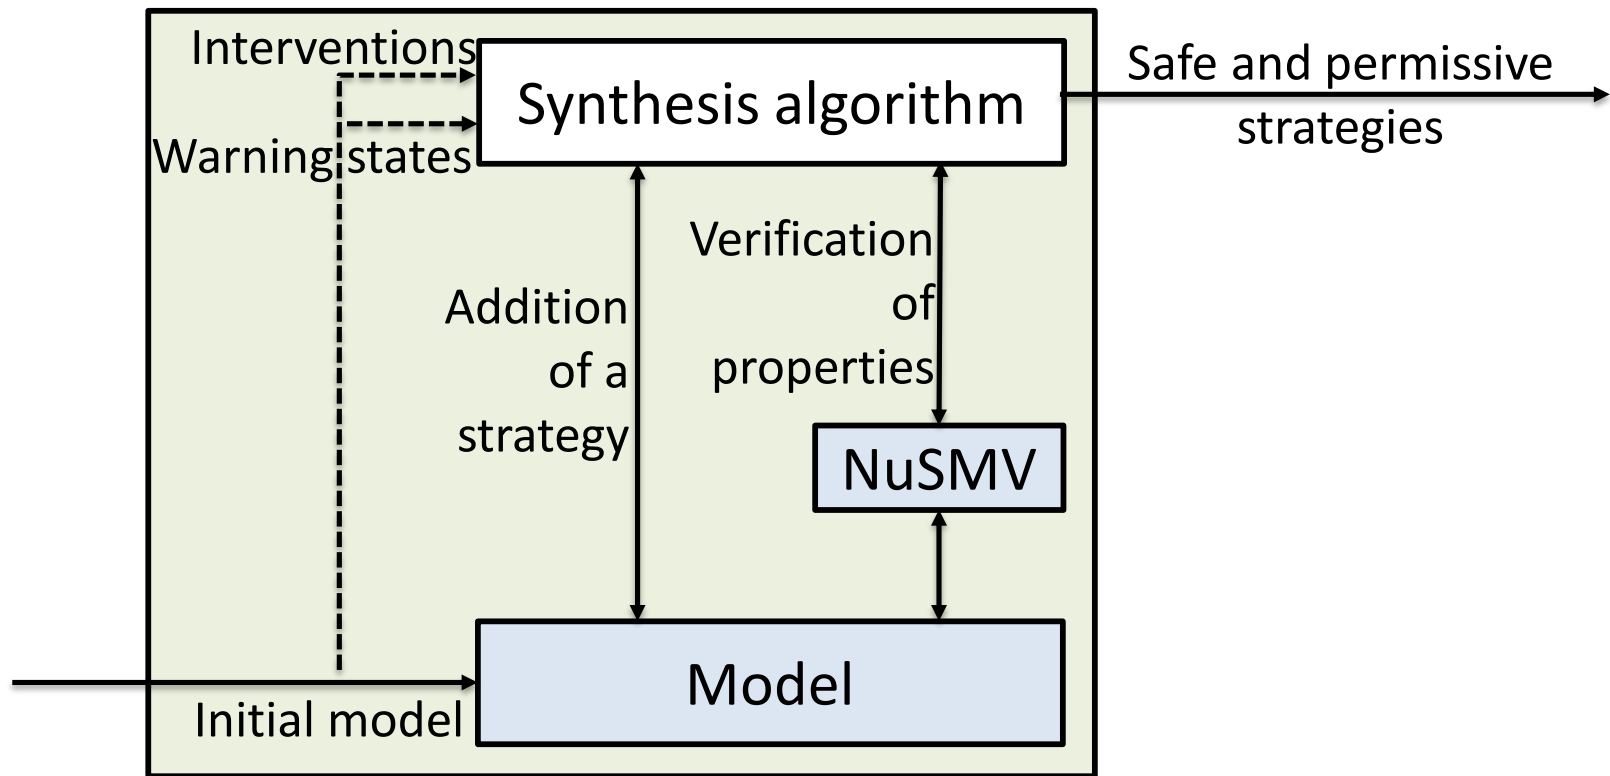 Interventions
Synthesis algorithm
Warning states
Safe and permissive
strategies
Addition
of a
strategy
Verification
of
properties
NuSMV
Initial model
Model